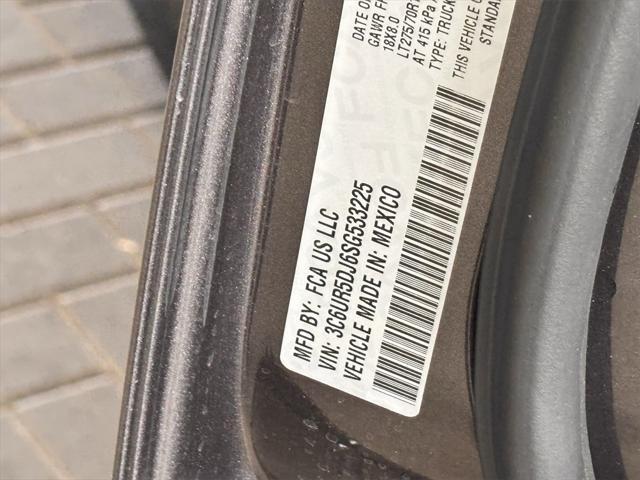 DATE O
GAWR F
18X8.0
LT275/70R1
AT 415 kPa
TYPE: TRUCK
THIS VEHICLE
STANDA
MFD BY: FCA US LLC
VIN: 3C6UR5DJ6SG533225
VEHICLE MADE IN: MEXICO